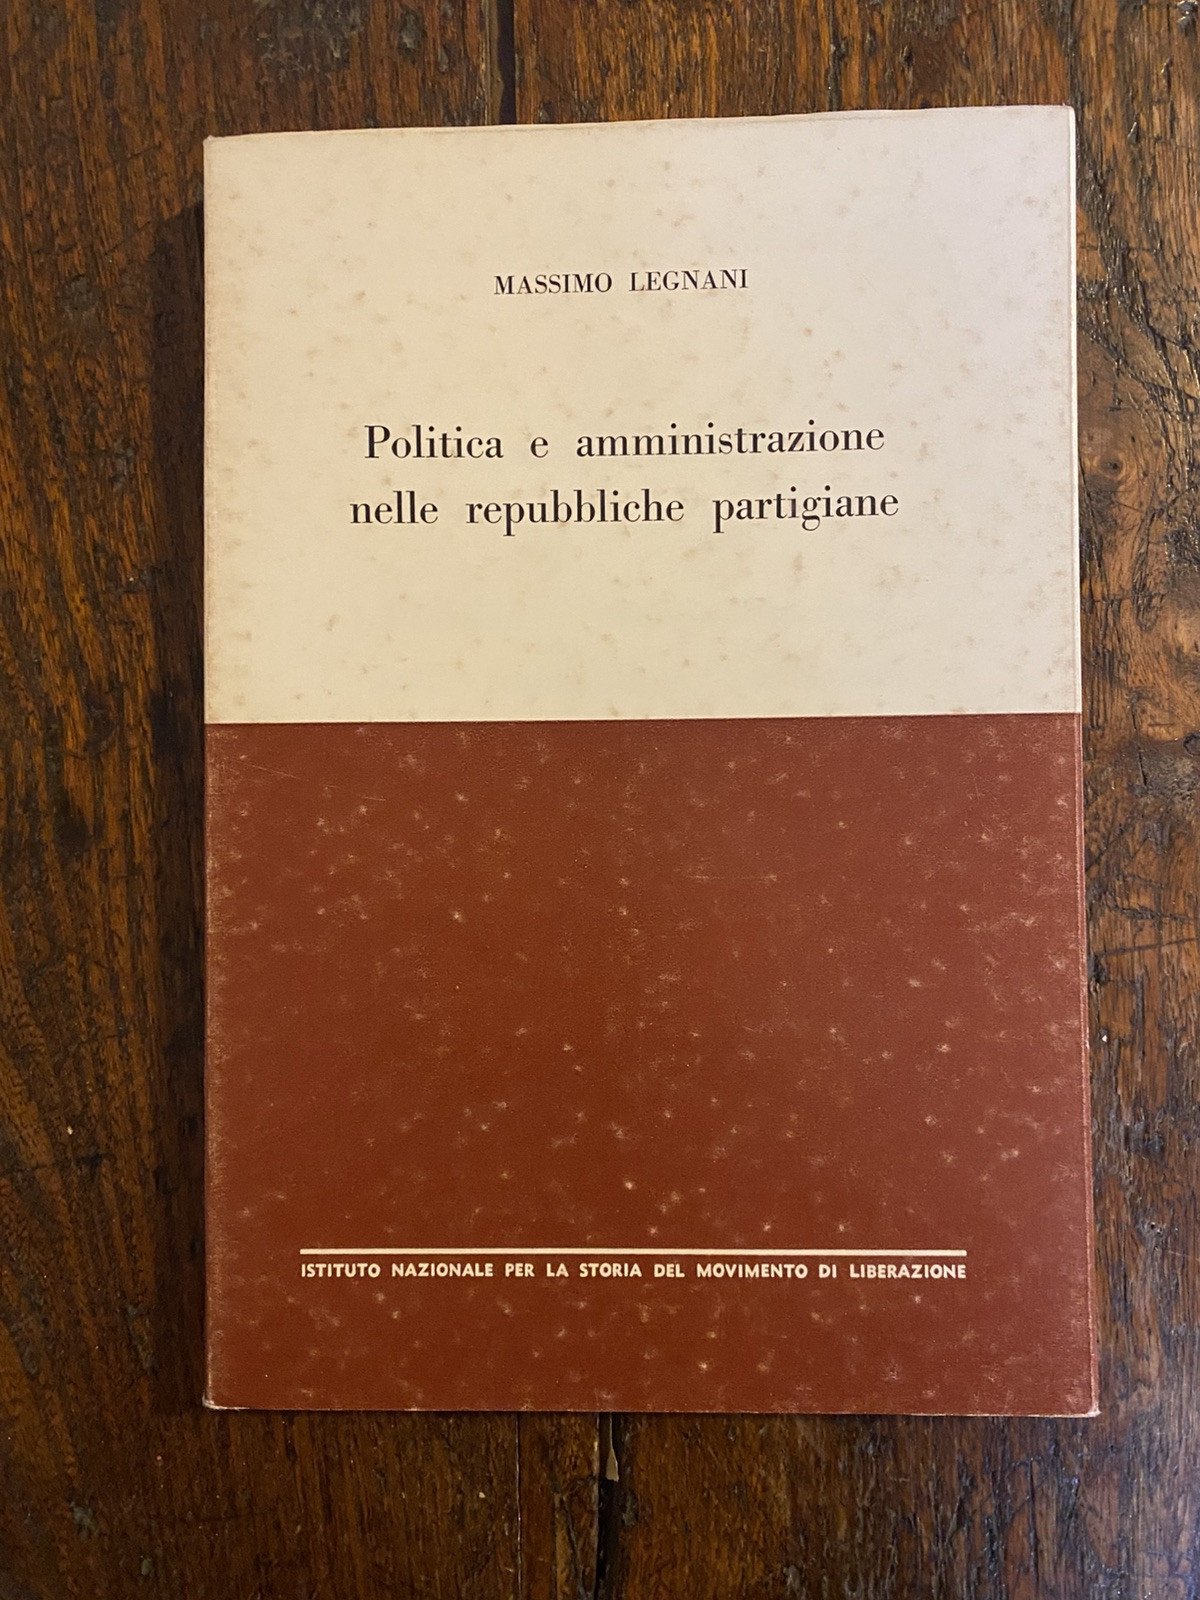 MASSIMO LEGNANI
Politica e amministrazione
nelle repubbliche partigiane
ISTITUTO NAZIONALE PER LA STORIA DEL MOVIMENTO DI LIBERAZIONE